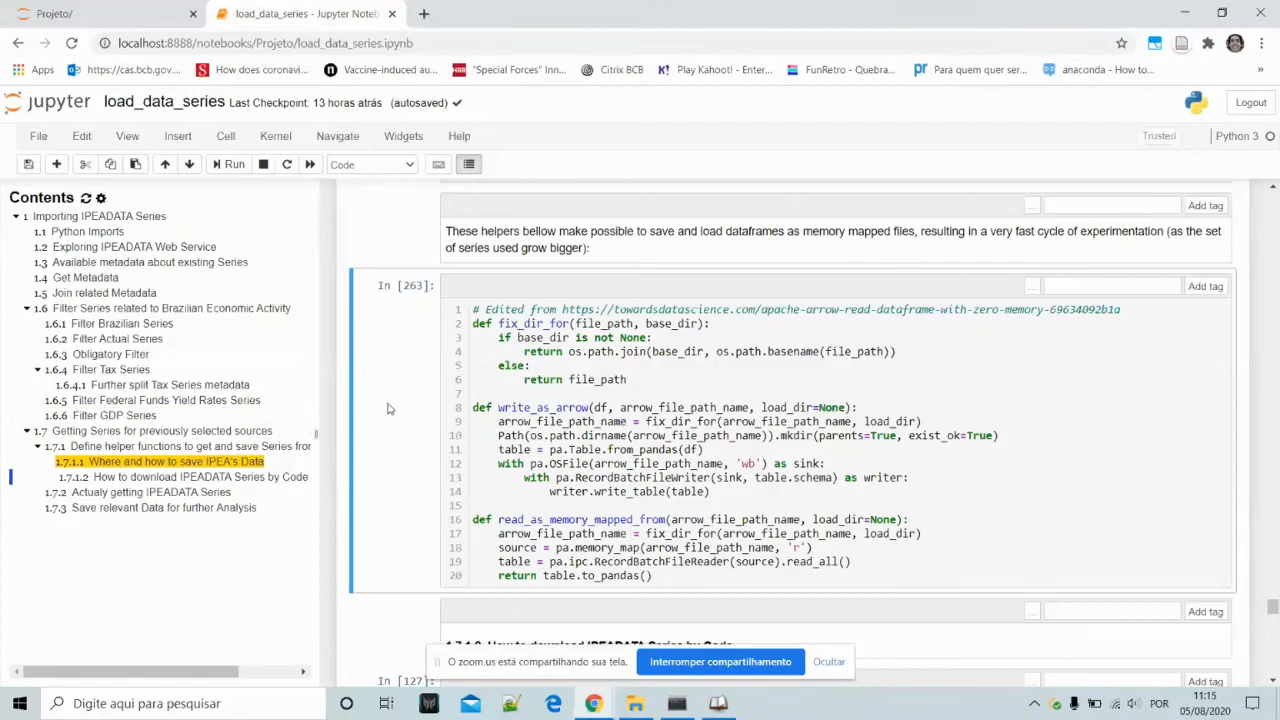 Projeto/
load_data_series - Jupyter Noteb
localhost:8888/notebooks/Projeto/load_data_series.ipynb
Apps
https://cas.bcb.gov....
How does coronavi...
Vaccine-induced au...
"Special Forces" Inn...
Citrix BCB
Play Kahoot! - Enter...
FunRetro - Quebra...
Para quem quer ser...
anaconda - How to...
jupyter load_data_series Last Checkpoint: 13 horas atrás (autosaved)
Logout
File Edit View Insert Cell Kernel Navigate Widgets Help
Trusted
Python 3
Run
Code
Contents
1 Importing IPEADATA Series
1.1 Python Imports
1.2 Exploring IPEADATA Web Service
1.3 Available metadata about existing Series
1.4 Get Metadata
1.5 Join related Metadata
1.6 Filter Series related to Brazilian Economic Activity
1.6.1 Filter Brazilian Series
1.6.2 Filter Actual Series
1.6.3 Obligatory Filter
1.6.4 Filter Tax Series
1.6.4.1 Further split Tax Series metadata
1.6.5 Filter Federal Funds Yield Rates Series
1.6.6 Filter GDP Series
1.7 Getting Series for previously selected sources
1.7.1 Define helper functions to get and save Series from
1.7.1.1 Where and how to save IPEA's Data
1.7.1.2 How to download IPEADATA Series by Code
1.7.2 Actualy getting IPEADATA Series
1.7.3 Save relevant Data for further Analysis
... Add tag
These helpers bellow make possible to save and load dataframes as memory mapped files, resulting in a very fast cycle of experimentation (as the set
of series used grow bigger):
In [263]:
... Add tag
1 # Edited from https://towardsdatascience.com/apache-arrow-read-dataframe-with-zero-memory-69634092b1a
2 def fix_dir_for(file_path, base_dir):
3 if base_dir is not None:
4 return os.path.join(base_dir, os.path.basename(file_path))
5 else:
6 return file_path
7
8 def write_as_arrow(df, arrow_file_path_name, load_dir=None):
9 arrow_file_path_name = fix_dir_for(arrow_file_path_name, load_dir)
10 Path(os.path.dirname(arrow_file_path_name)).mkdir(parents=True, exist_ok=True)
11 table = pa.Table.from_pandas(df)
12 with pa.OSFile(arrow_file_path_name, 'wb') as sink:
13 with pa.RecordBatchFileWriter(sink, table.schema) as writer:
14 writer.write_table(table)
15
16 def read_as_memory_mapped_from(arrow_file_path_name, load_dir=None):
17 arrow_file_path_name = fix_dir_for(arrow_file_path_name, load_dir)
18 source = pa.memory_map(arrow_file_path_name, 'r')
19 table = pa.ipc.RecordBatchFileReader(source).read_all()
20 return table.to_pandas()
... Add tag
1.7.1.2 How to download IPEADATA Series by Code
O zoom.us está compartilhando sua tela.
Interromper compartilhamento
Ocultar
In [127]:
... Add tag
Digite aqui para pesquisar
POR
11:15
05/08/2020